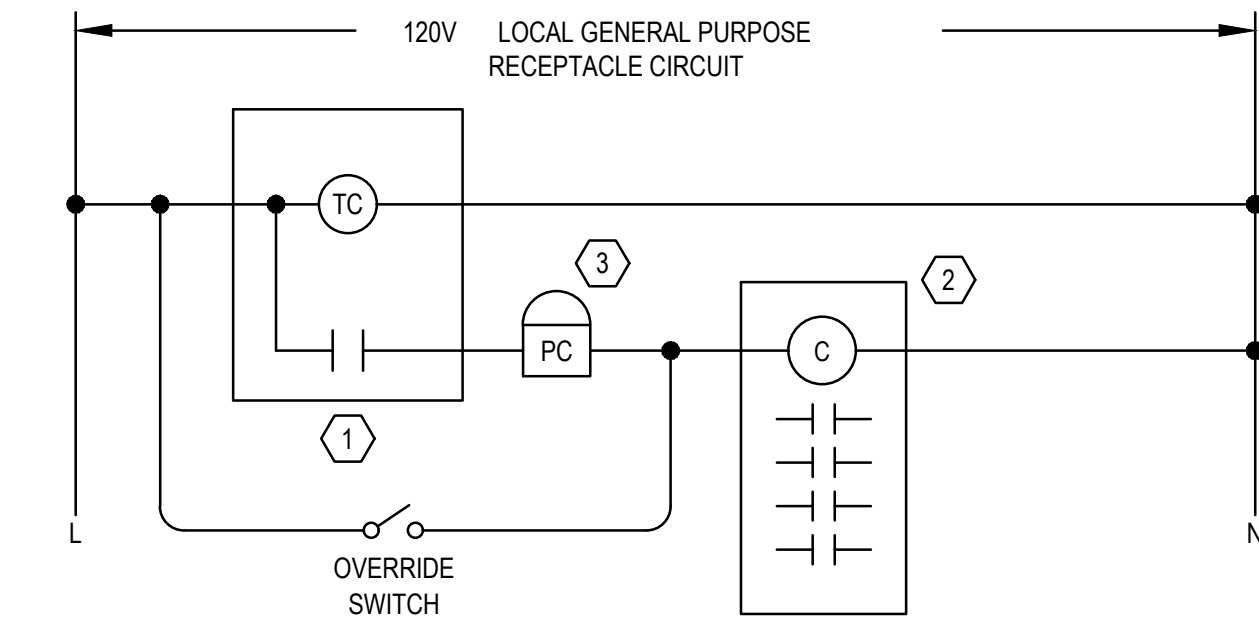 120V LOCAL GENERAL PURPOSE
RECEPTACLE CIRCUIT
TC
3
2
PC
C
1
L
N
OVERRIDE
SWITCH